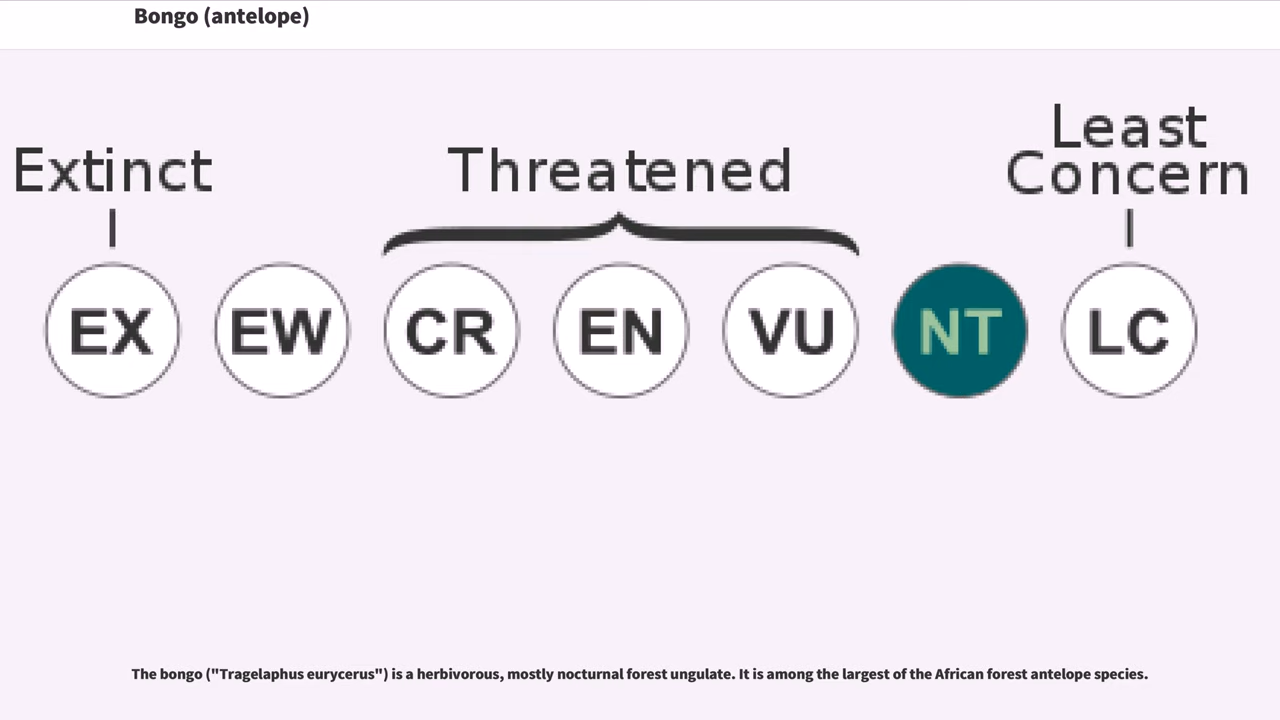 Bongo (antelope)
Extinct
Threatened
Least
Concern
EX EW CR EN VU NT LC
The bongo ("Tragelaphus eurycerus") is a herbivorous, mostly nocturnal forest ungulate. It is among the largest of the African forest antelope species.